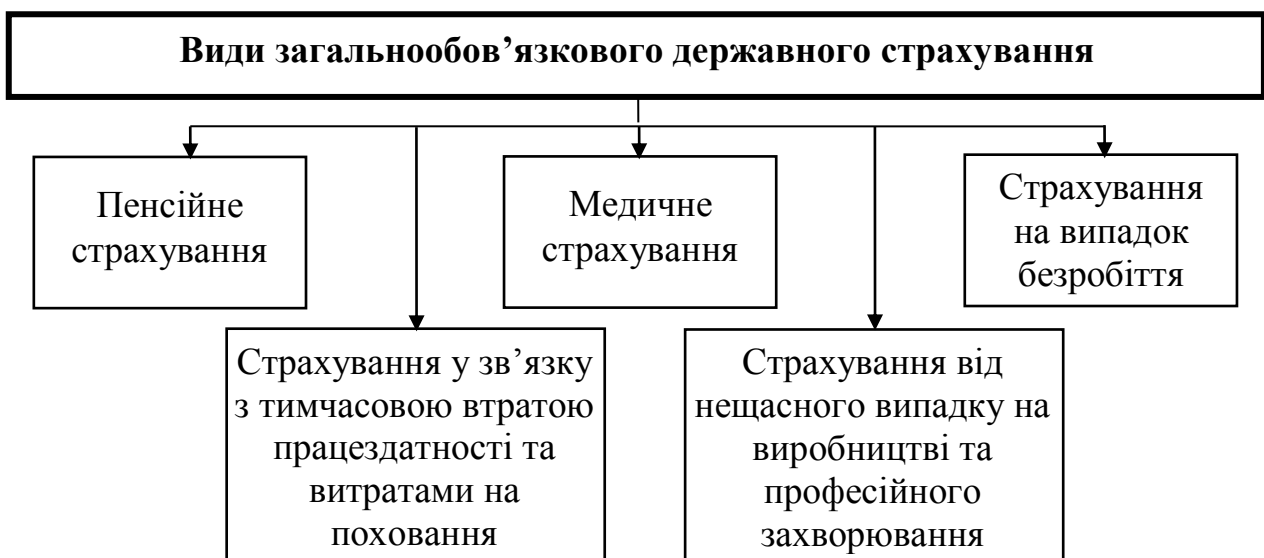 Види загальнообов’язкового державного страхування
Пенсійне
страхування
Медичне
страхування
Страхування
на випадок
безробіття
Страхування у зв’язку
з тимчасовою втратою
працездатності та
витратами на
поховання
Страхування від
нещасного випадку на
виробництві та
професійного
захворювання